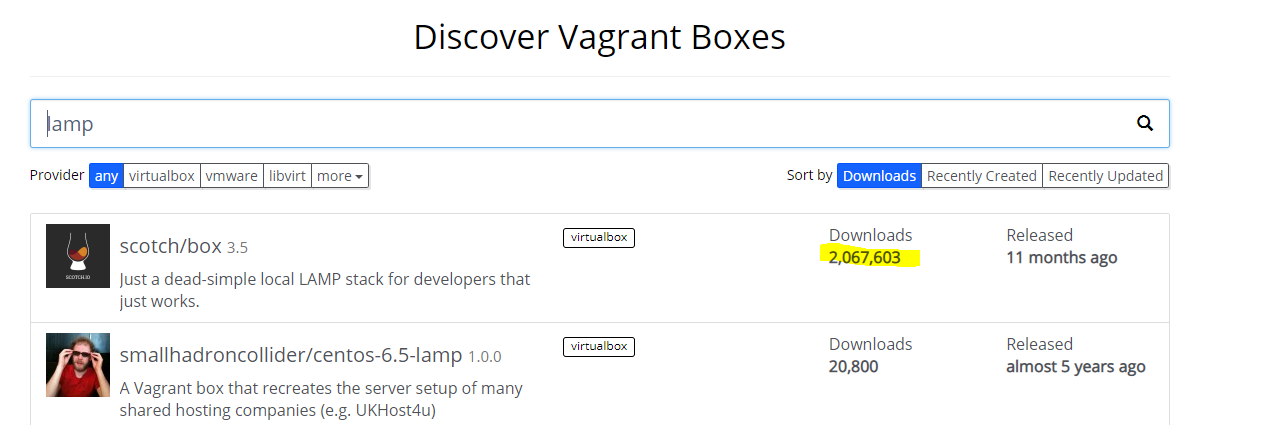 Discover Vagrant Boxes
lamp
Provider any virtualbox vmware libvirt more Sort by Downloads Recently Created Recently Updated
scotch/box 3.5 virtualbox Downloads Released
2,067,603 11 months ago
Just a dead-simple local LAMP stack for developers that
just works.
SCOTCH.IO
smallhadroncollider/centos-6.5-lamp 1.0.0 virtualbox Downloads Released
20,800 almost 5 years ago
A Vagrant box that recreates the server setup of many
shared hosting companies (e.g. UKHost4u)